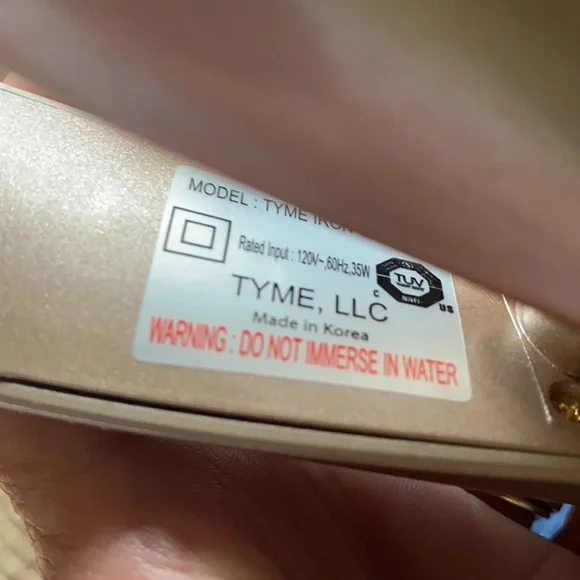 MODEL : TYME IRON
Rated Input : 120V~,60Hz,35W
TUV
C US
TYME, LLC
Made in Korea
WARNING : DO NOT IMMERSE IN WATER